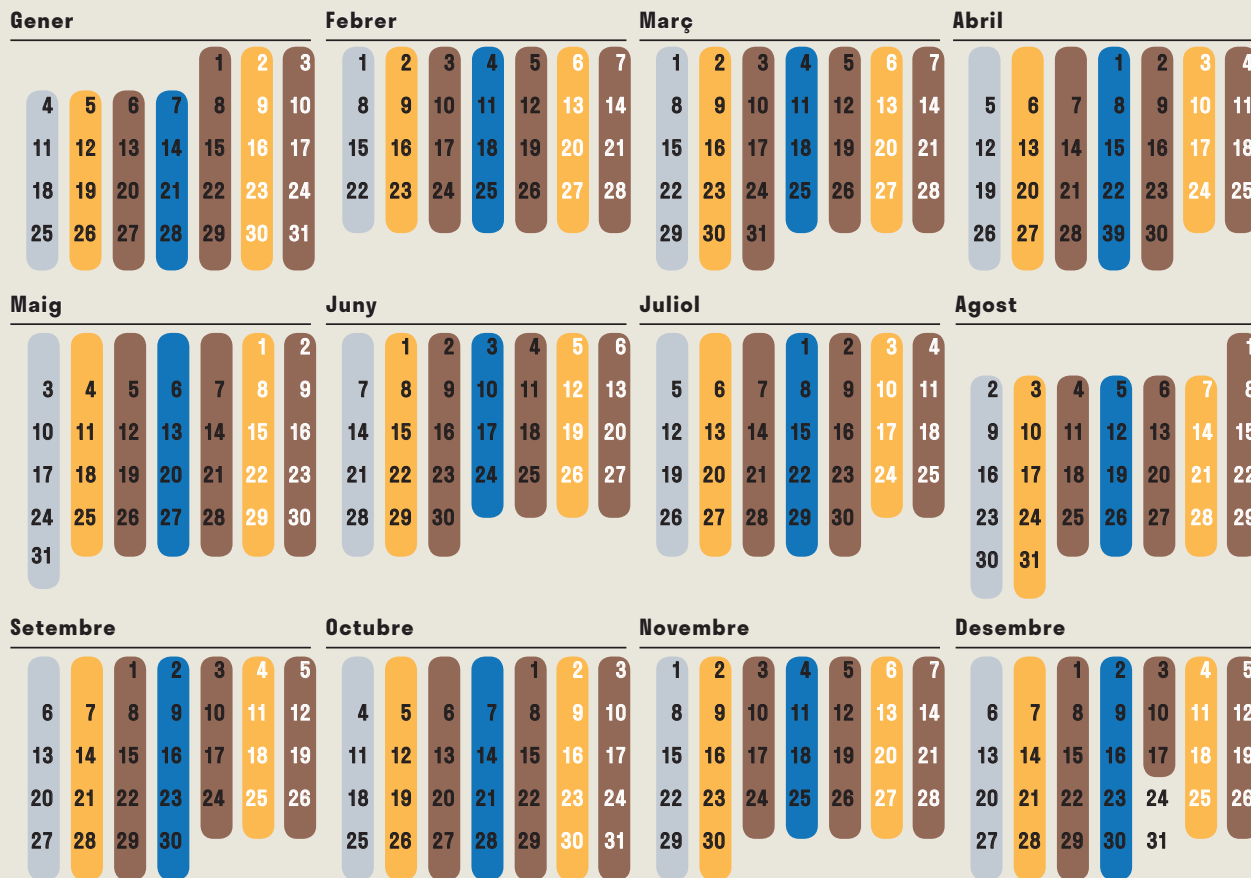 Gener Febrer Març Abril
1 2 3 1 2 3 4 5 6 7 1 2 3 4 5 6 7 1 2 3 4
4 5 6 7 8 9 10 8 9 10 11 12 13 14 8 9 10 11 12 13 14 5 6 7 8 9 10 11
11 12 13 14 15 16 17 15 16 17 18 19 20 21 15 16 17 18 19 20 21 12 13 14 15 16 17 18
18 19 20 21 22 23 24 22 23 24 25 26 27 28 22 23 24 25 26 27 28 19 20 21 22 23 24 25
25 26 27 28 29 30 31 29 30 31 26 27 28 39 30
Maig Juny Juliol Agost
1 2 1 2 3 4 5 6 1 2 3 4 1
3 4 5 6 7 8 9 7 8 9 10 11 12 13 5 6 7 8 9 10 11 2 3 4 5 6 7 8
10 11 12 13 14 15 16 14 15 16 17 18 19 20 12 13 14 15 16 17 18 9 10 11 12 13 14 15
17 18 19 20 21 22 23 21 22 23 24 25 26 27 19 20 21 22 23 24 25 16 17 18 19 20 21 22
24 25 26 27 28 29 30 28 29 30 26 27 28 29 30 23 24 25 26 27 28 29
31 30 31
Setembre Octubre Novembre Desembre
1 2 3 4 5 1 2 3 1 2 3 4 5 6 7 1 2 3 4 5
6 7 8 9 10 11 12 4 5 6 7 8 9 10 8 9 10 11 12 13 14 6 7 8 9 10 11 12
13 14 15 16 17 18 19 11 12 13 14 15 16 17 15 16 17 18 19 20 21 13 14 15 16 17 18 19
20 21 22 23 24 25 26 18 19 20 21 22 23 24 22 23 24 25 26 27 28 20 21 22 23 24 25 26
27 28 29 30 25 26 27 28 29 30 31 29 30 27 28 29 30 31